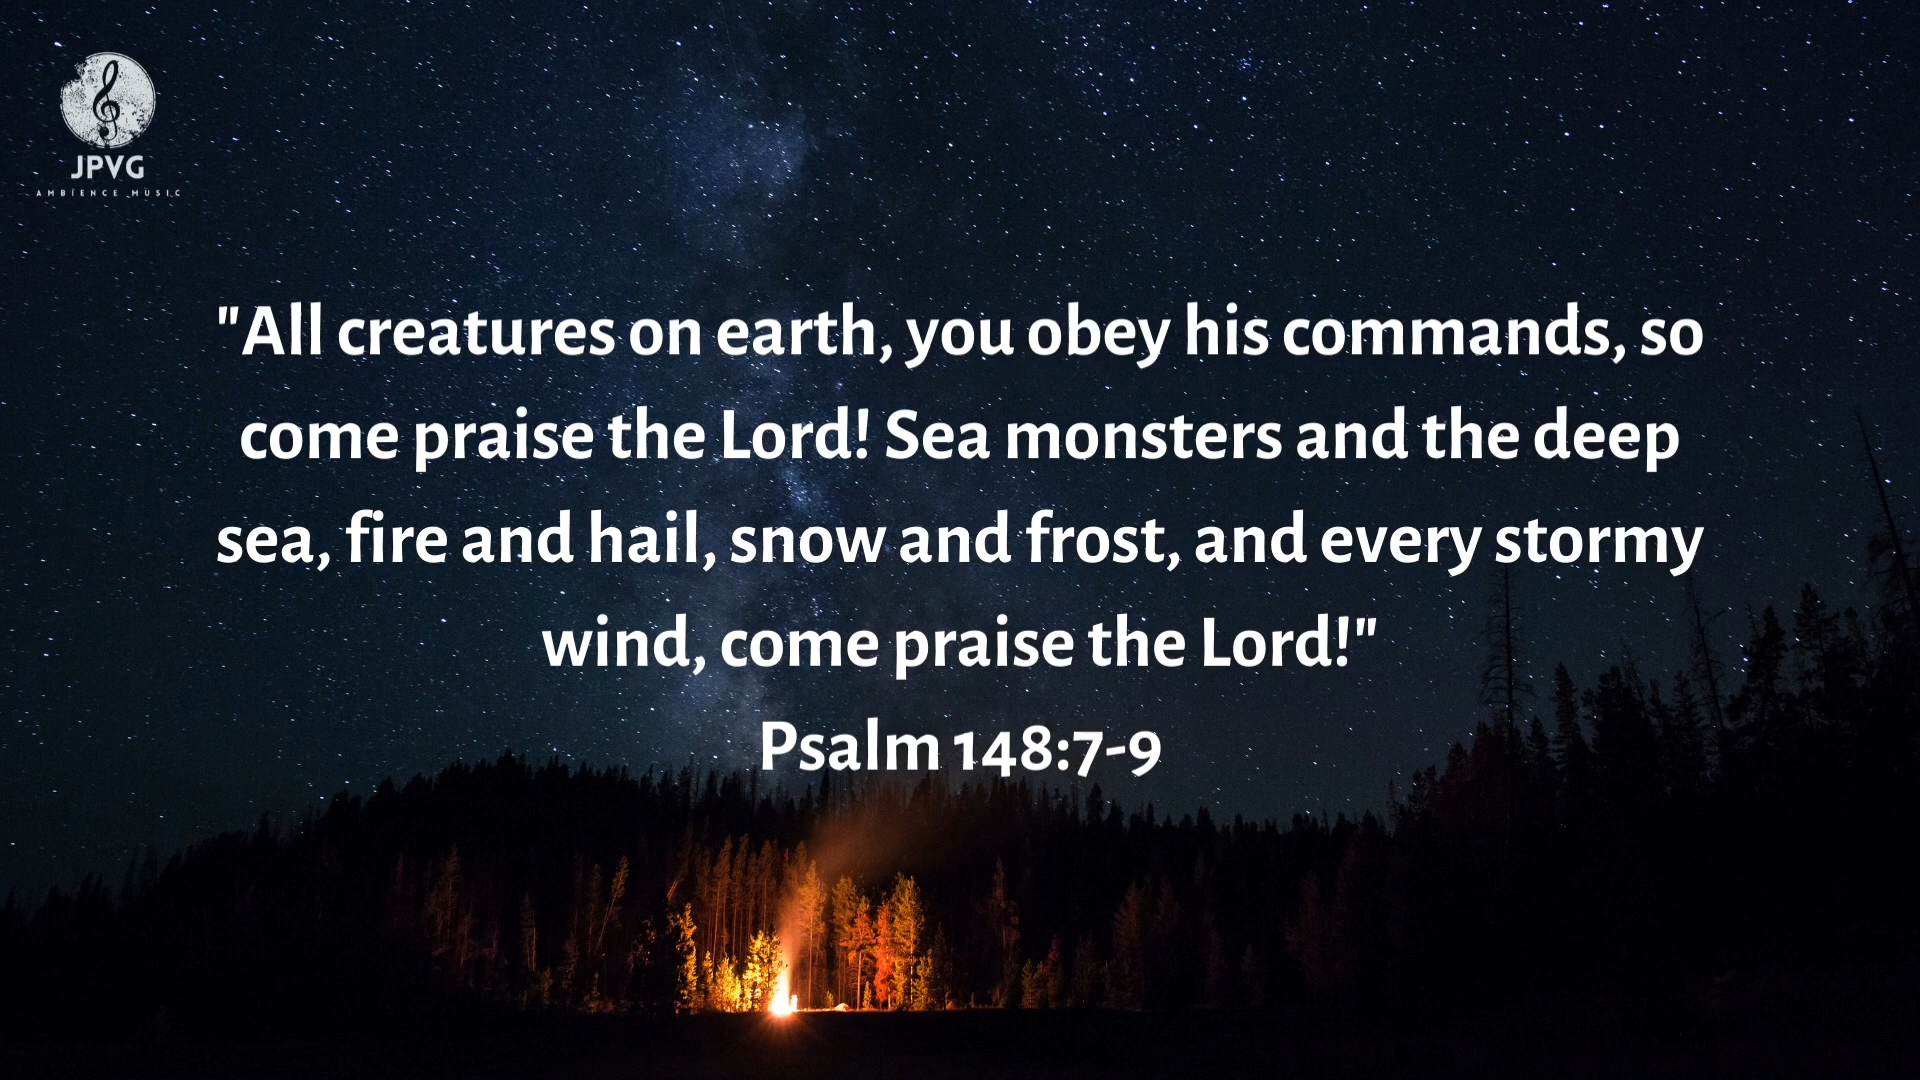 JPVG
AMBIENCE MUSIC
"All creatures on earth, you obey his commands, so
come praise the Lord! Sea monsters and the deep
sea, fire and hail, snow and frost, and every stormy
wind, come praise the Lord!"
Psalm 148:7-9